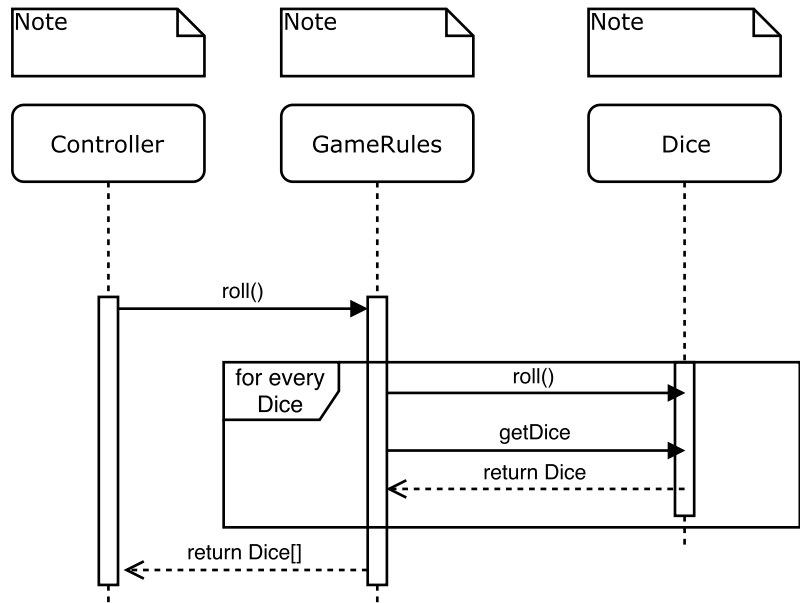 Note
Note
Note
Controller
GameRules
Dice
roll()
for every
Dice
roll()
getDice
return Dice
return Dice[]